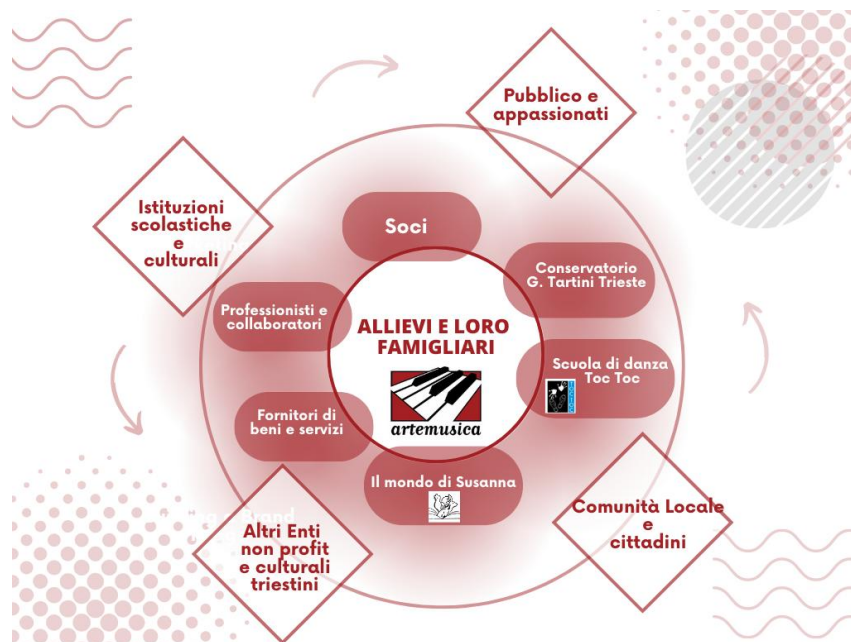 Pubblico e
appassionati
Istituzioni
scolastiche
e
culturali
Soci
Conservatorio
G. Tartini Trieste
Professionisti e
collaboratori
ALLIEVI E LORO
FAMIGLIARI
artemusica
Scuola di danza
Toc Toc
Fornitori di
beni e servizi
Il mondo di Susanna
Comunità Locale
e
cittadini
Altri Enti
non profit
e culturali
triestini